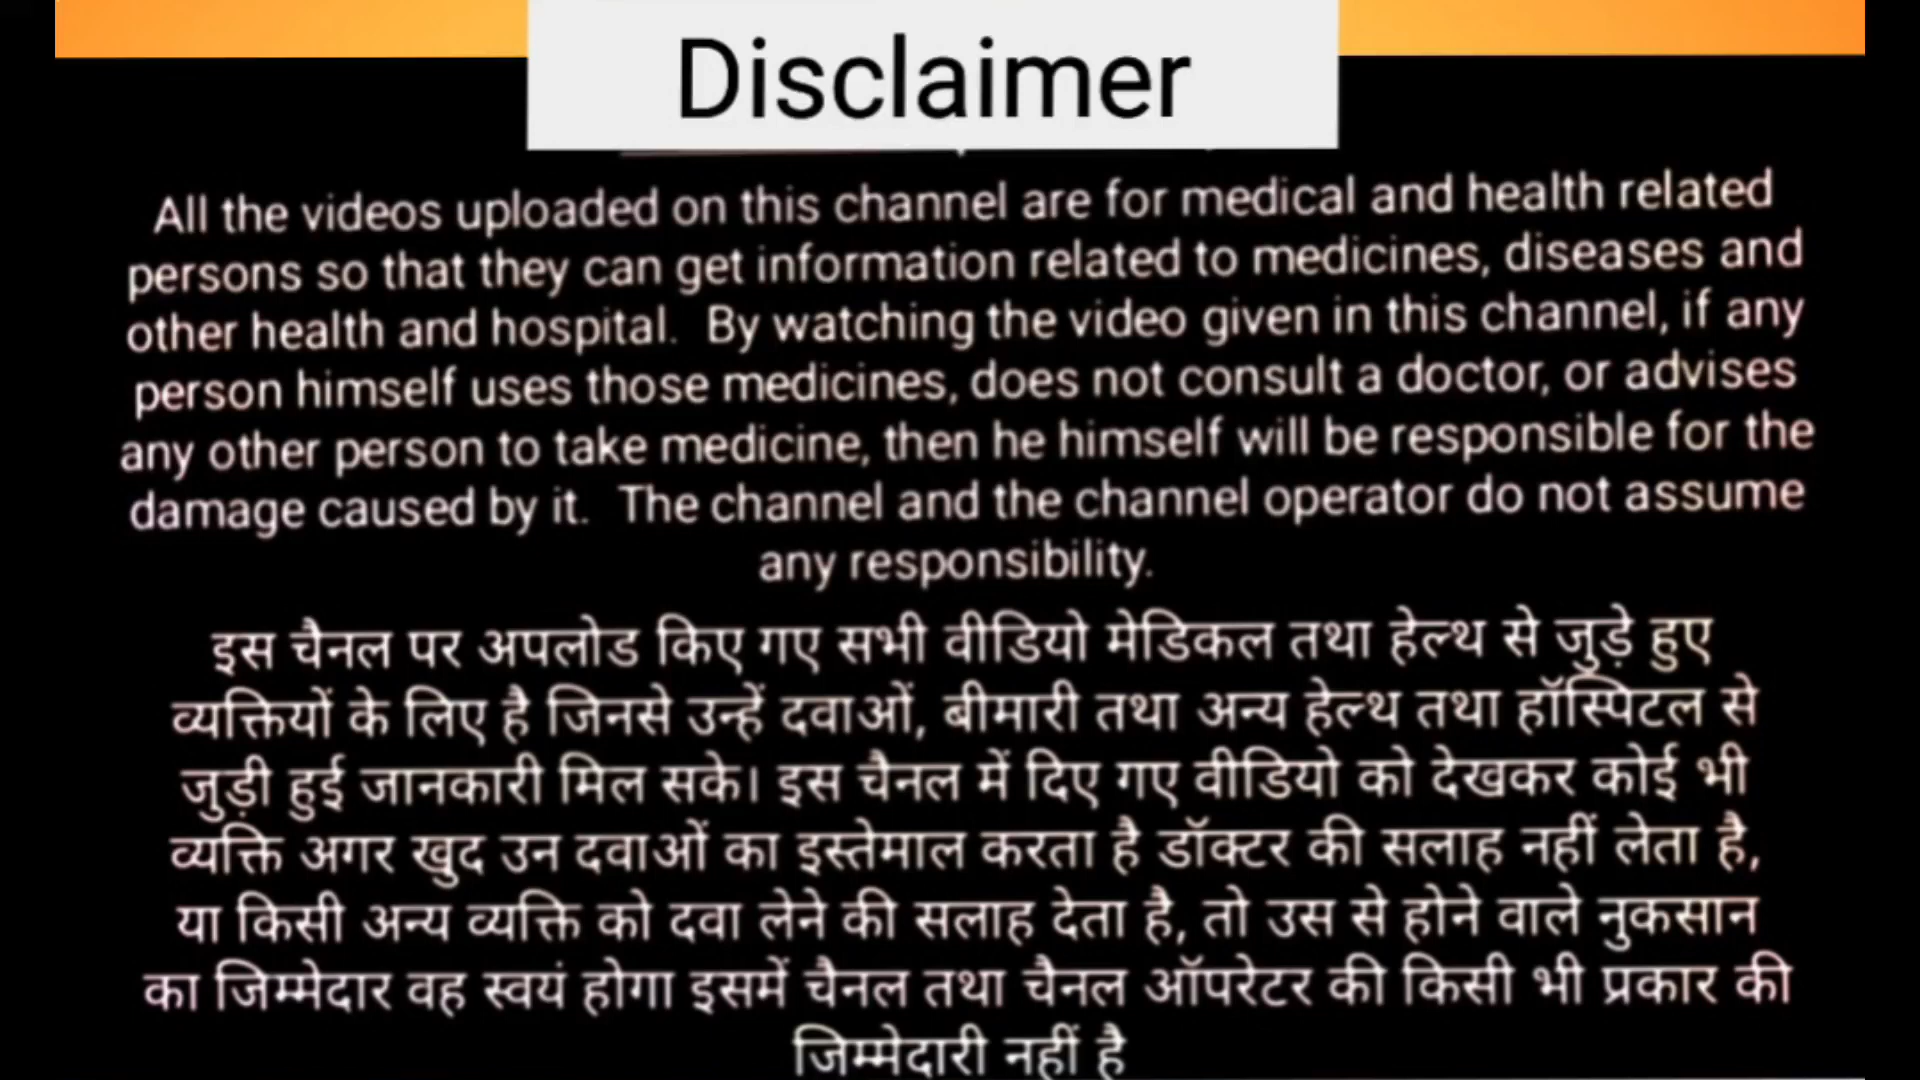 Disclaimer
All the videos uploaded on this channel are for medical and health related
persons so that they can get information related to medicines, diseases and
other health and hospital. By watching the video given in this channel, if any
person himself uses those medicines, does not consult a doctor, or advises
any other person to take medicine, then he himself will be responsible for the
damage caused by it. The channel and the channel operator do not assume
any responsibility.
इस चैनल पर अपलोड किए गए सभी वीडियो मेडिकल तथा हेल्थ से जुड़े हुए
व्यक्तियों के लिए है जिनसे उन्हें दवाओं, बीमारी तथा अन्य हेल्थ तथा हॉस्पिटल से
जुड़ी हुई जानकारी मिल सके। इस चैनल में दिए गए वीडियो को देखकर कोई भी
व्यक्ति अगर खुद उन दवाओं का इस्तेमाल करता है डॉक्टर की सलाह नहीं लेता है,
या किसी अन्य व्यक्ति को दवा लेने की सलाह देता है, तो उस से होने वाले नुकसान
का जिम्मेदार वह स्वयं होगा इसमें चैनल तथा चैनल ऑपरेटर की किसी भी प्रकार की
जिम्मेदारी नहीं है